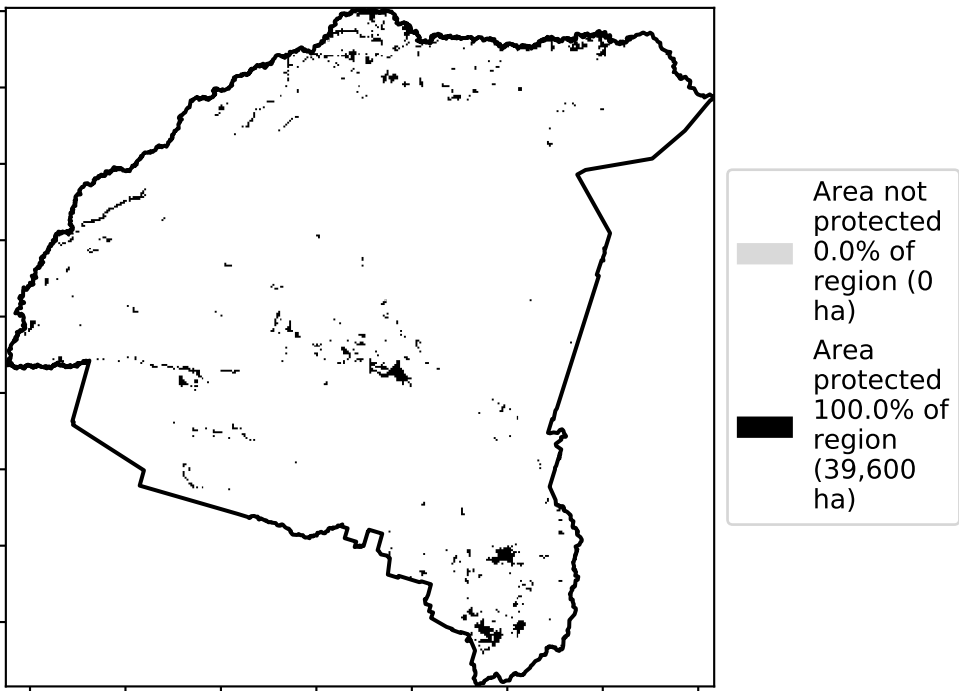 Area not
protected
0.0% of
region (0
ha)
Area
protected
100.0% of
region
(39,600
ha)